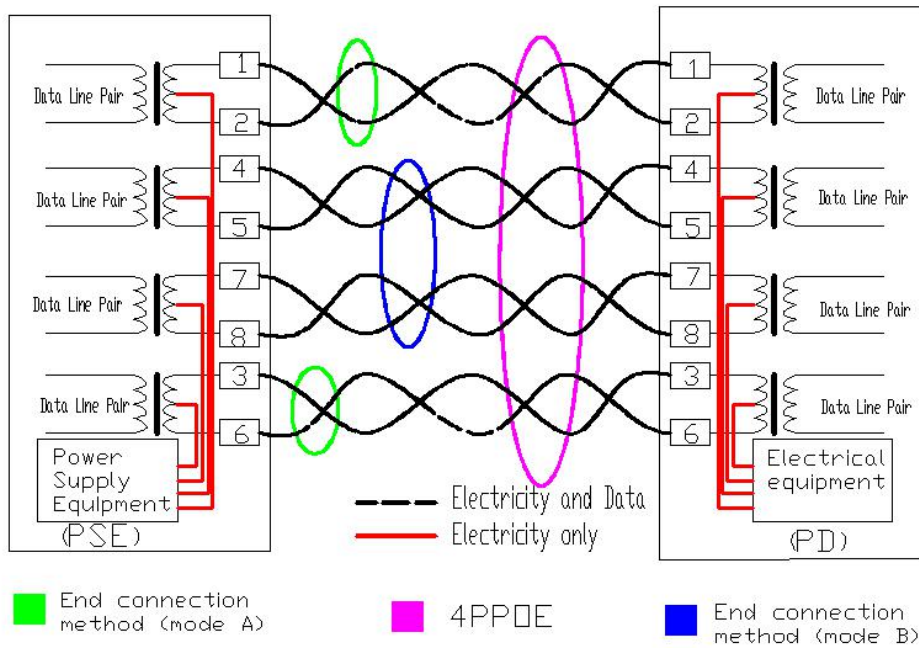 1 1
Data Line Pair Data Line Pair
2 2
4 4
Data Line Pair Data Line Pair
5 5
7 7
Data Line Pair Data Line Pair
8 8
3 3
Data Line Pair Data Line Pair
6 6
Power
Supply
Equipment
(PSE)
Electrical
equipment
(PD)
Electricity and Data
Electricity only
End connection
method (mode A)
4PPOE
End connection
method (mode B)